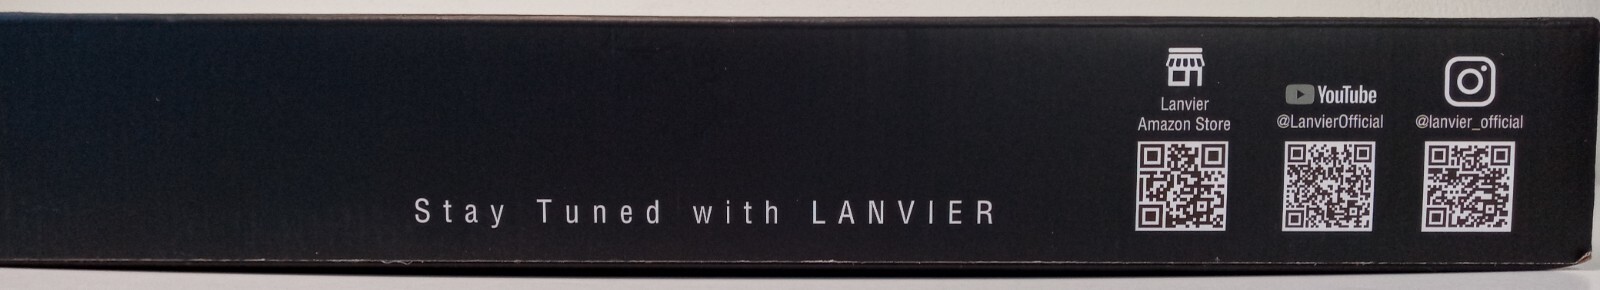 Stay Tuned with LANVIER
Lanvier
Amazon Store
YouTube
@LanvierOfficial
@lanvier_official